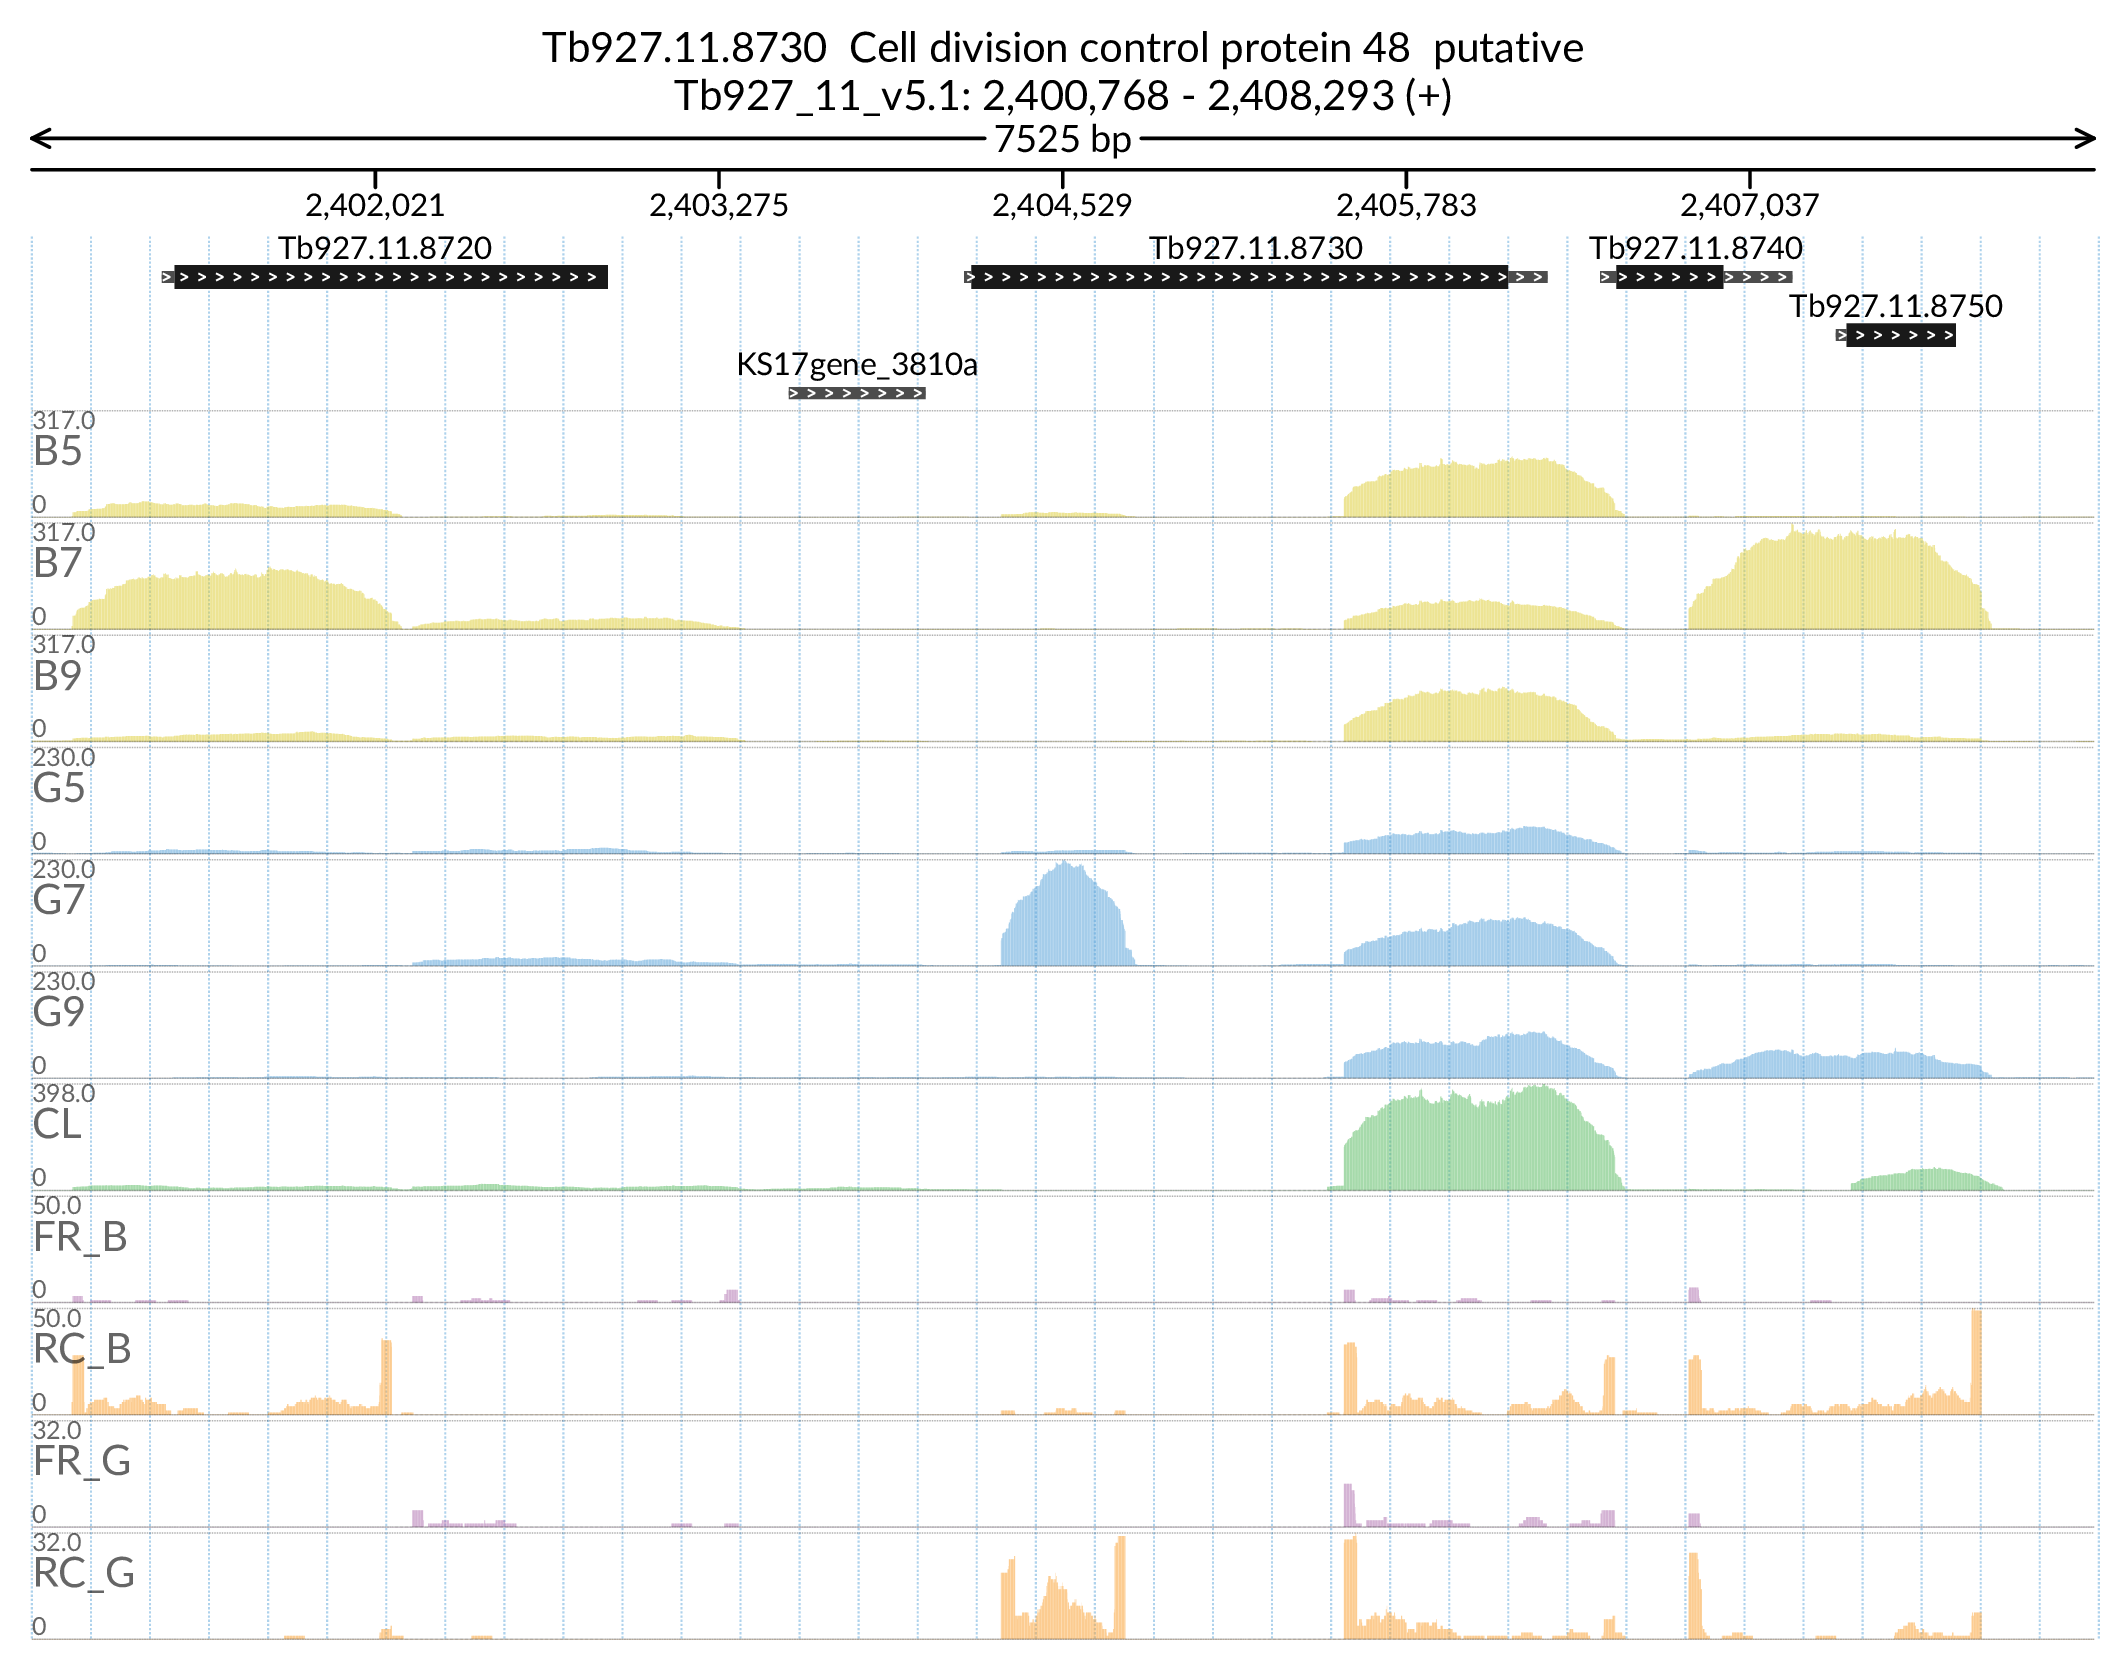 Tb927.11.8730  Cell division control protein 48  putative
Tb927_11_v5.1: 2,400,768 - 2,408,293 (+)
7525 bp
2,402,021 2,403,275 2,404,529 2,405,783 2,407,037
Tb927.11.8720 Tb927.11.8730 Tb927.11.8740
Tb927.11.8750
KS17gene_3810a
317.0
B5
0
317.0
B7
0
317.0
B9
0
230.0
G5
0
230.0
G7
0
230.0
G9
0
398.0
CL
0
50.0
FR_B
0
50.0
RC_B
0
32.0
FR_G
0
32.0
RC_G
0